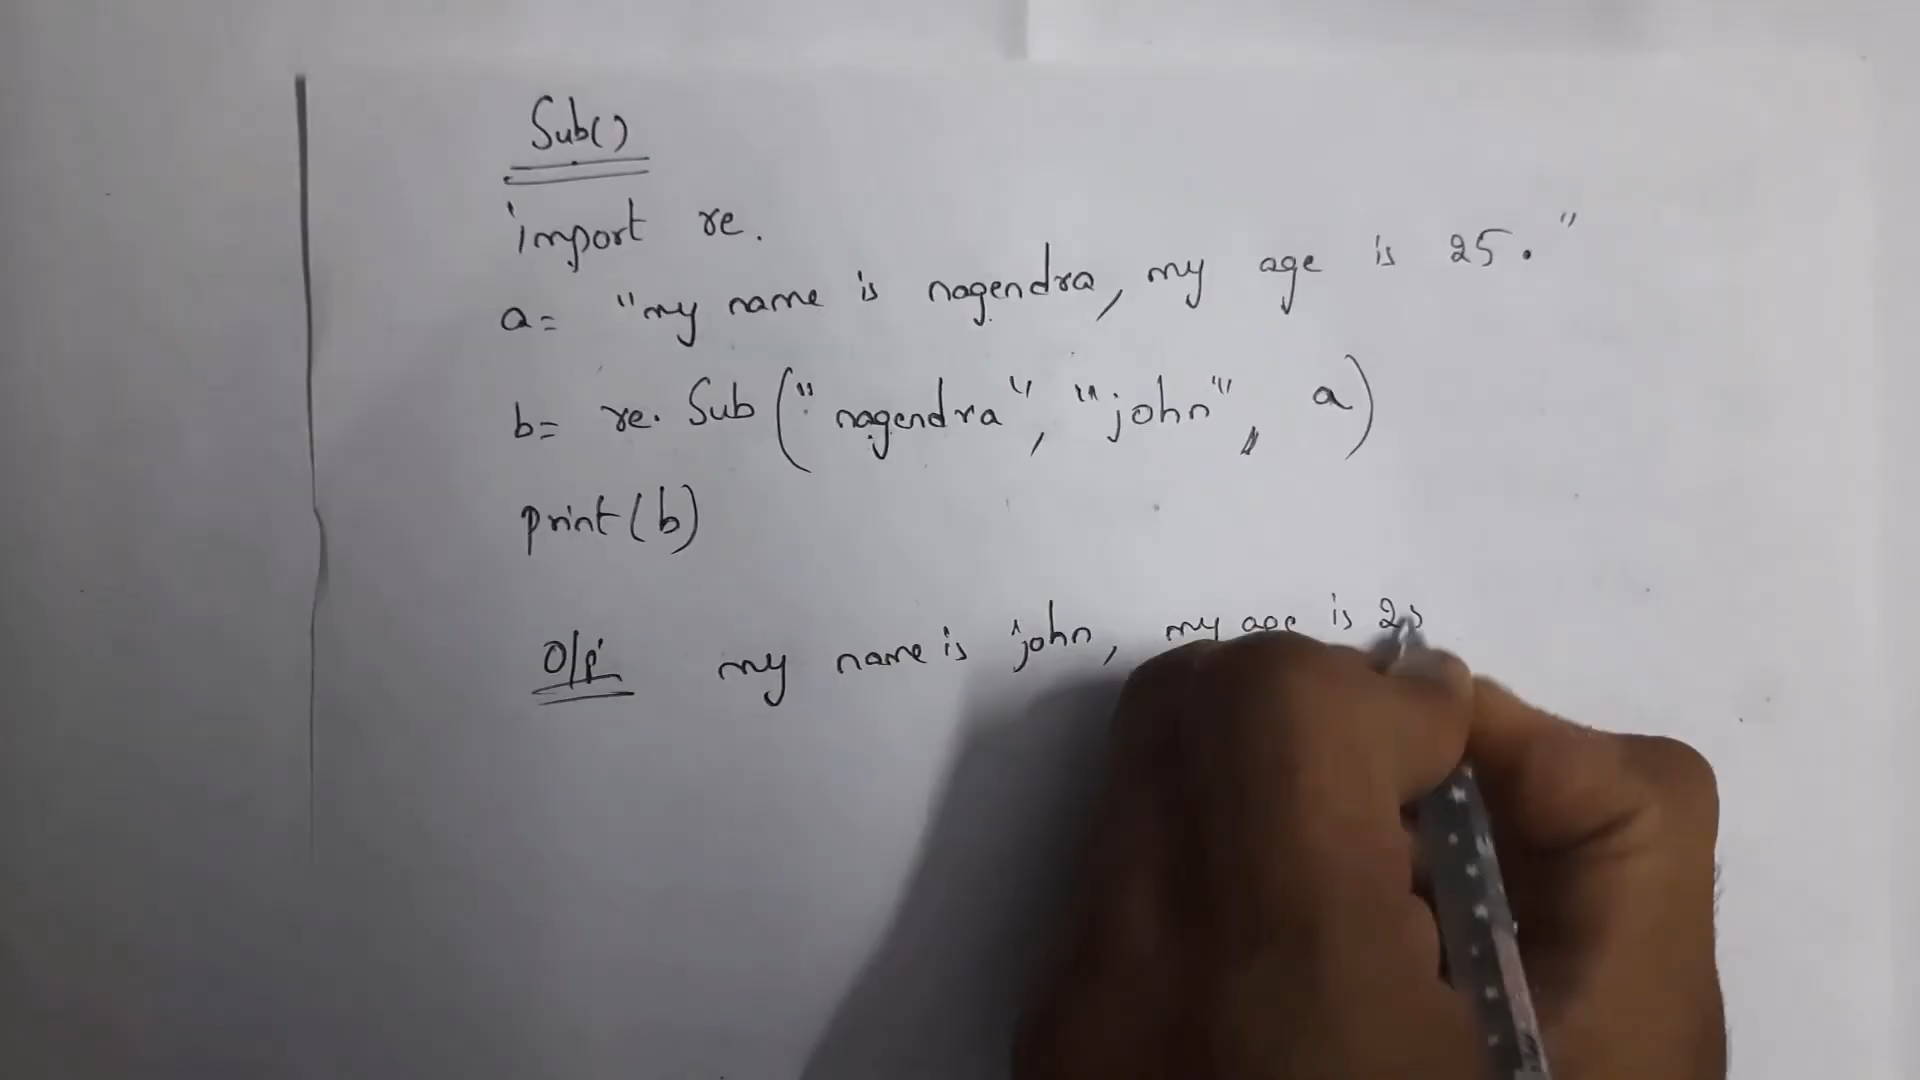 Sub()
import re.
a= "my name is nagendra, my age is 25."
b= re. Sub ("nagendra", "john", a)
print(b)
O/p my name is john, my age is 25